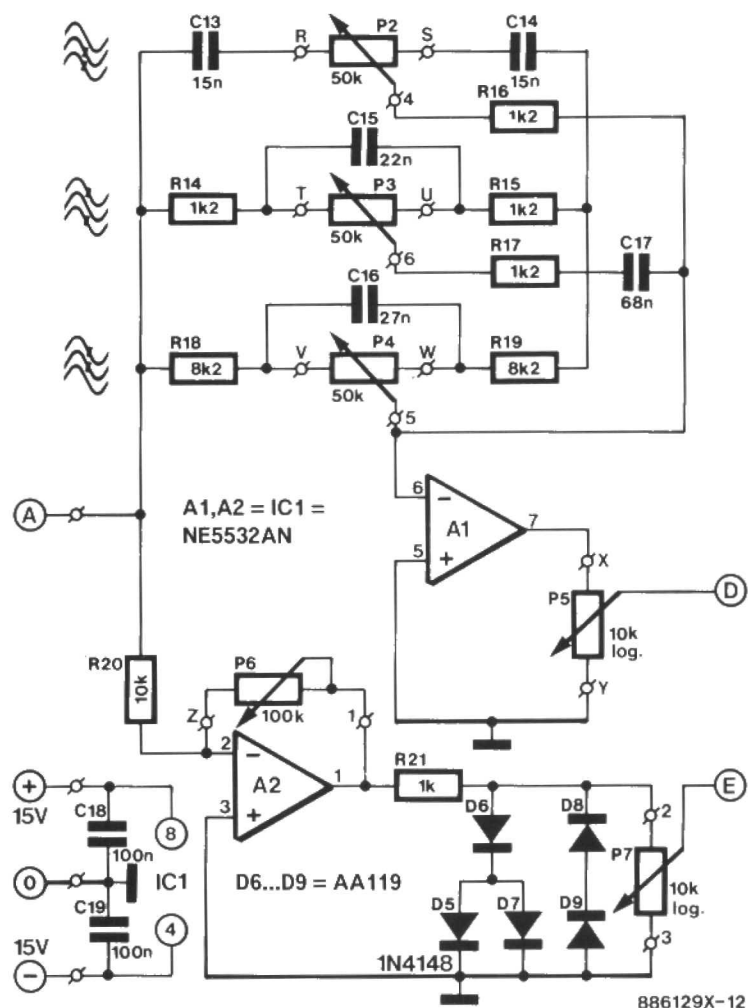 C13
R
P2
S
C14
15n
50k
15n
4
R16
1k2
C15
22n
R14
T
P3
U
R15
1k2
50k
1k2
6
R17
C17
1k2
68n
C16
27n
R18
V
P4
W
R19
8k2
50k
8k2
5
A
A1,A2 = IC1 =
NE5532AN
6
−
A1
7
5
+
X
P5
D
10k
log.
Y
R20
10k
P6
100k
Z
1
2
−
A2
1
R21
1k
3
+
+
15V
C18
8
100n
D6
D8
2
E
0
IC1
D6...D9 = AA119
P7
10k
log.
C19
100n
4
D5
D7
D9
3
15V
−
1N4148
886129X-12